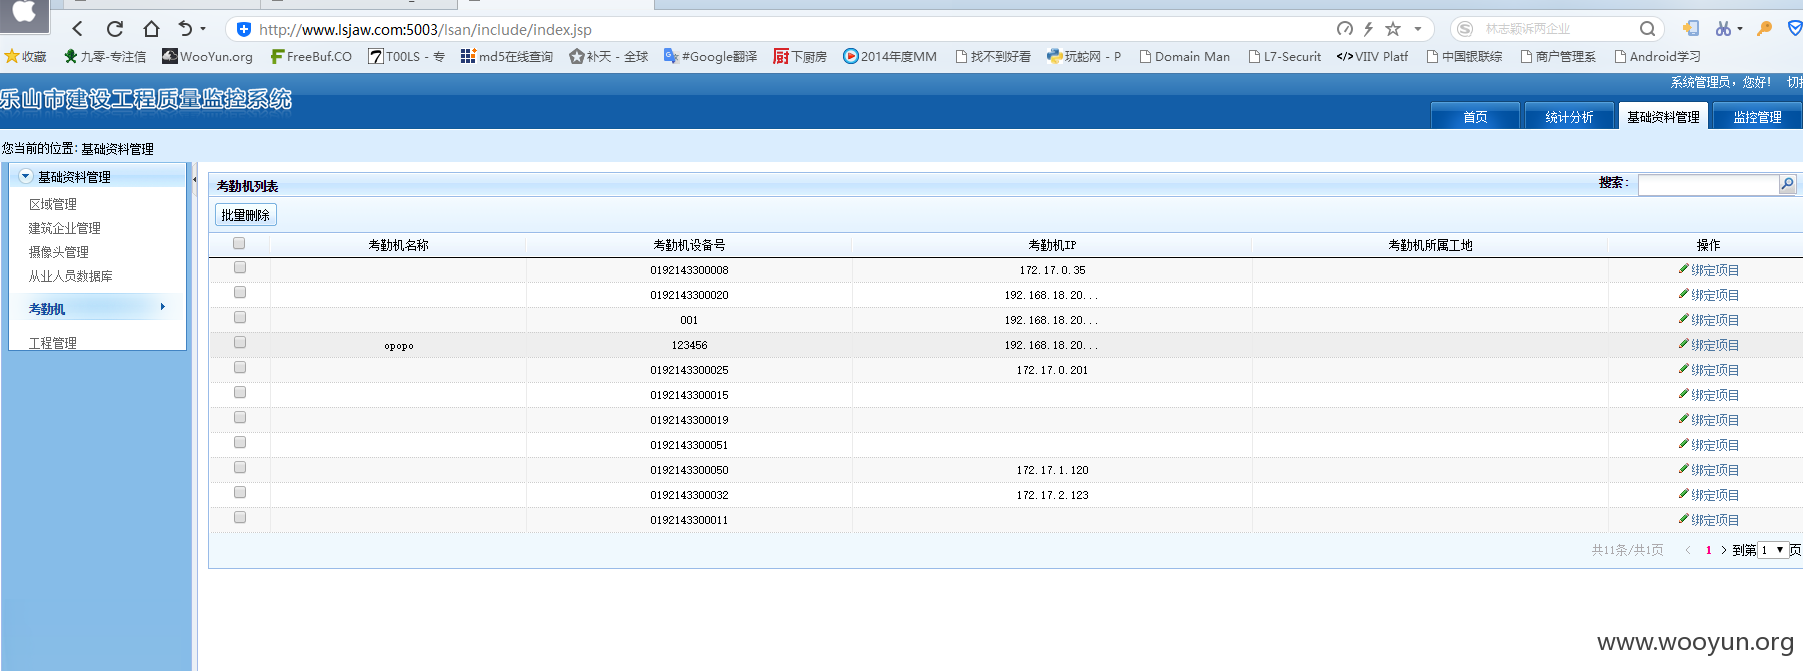 http://www.lsjaw.com:5003/lsan/include/index.jsp
林志颖诉两企业
收藏 九零-专注信 WooYun.org FreeBuf.CO T00LS - 专 md5在线查询 补天 - 全球 #Google翻译 下厨房 2014年度MM 找不到好看 玩蛇网 - P Domain Man L7-Securit VIIV Platf 中国银联综 商户管理系 Android学习
系统管理员，您好! 切换
乐山市建设工程质量监控系统
首页 统计分析 基础资料管理 监控管理
您当前的位置: 基础资料管理
基础资料管理
区域管理
建筑企业管理
摄像头管理
从业人员数据库
考勤机
工程管理
考勤机列表 搜索:
批量删除
考勤机名称 考勤机设备号 考勤机IP 考勤机所属工地 操作
0192143300008 172.17.0.35 绑定项目
0192143300020 192.168.18.20... 绑定项目
001 192.168.18.20... 绑定项目
opopo 123456 192.168.18.20... 绑定项目
0192143300025 172.17.0.201 绑定项目
0192143300015 绑定项目
0192143300019 绑定项目
0192143300051 绑定项目
0192143300050 172.17.1.120 绑定项目
0192143300032 172.17.2.123 绑定项目
0192143300011 绑定项目
共11条/共1页 1 到第 1 页
www.wooyun.org